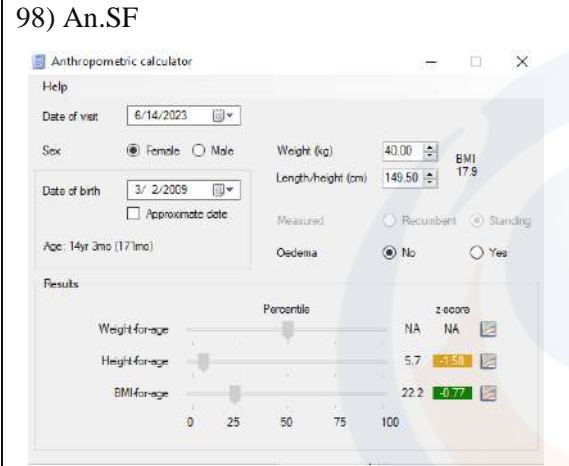 98) An.SF
Anthropometric calculator
Help
Date of visit 6/14/2023
Sex Female Male Weight (kg) 40.00 BMI
17.9
Length/height (cm) 149.50
Date of birth 3/ 2/2009
Approximate date
Measured Recumbent Standing
Age: 14yr 3mo (171mo)
Oedema No Yes
Results
Percentile z-score
Weight-for-age NA NA
Height-for-age 5.7 -1.58
BMI-for-age 22.2 -0.77
0 25 50 75 100